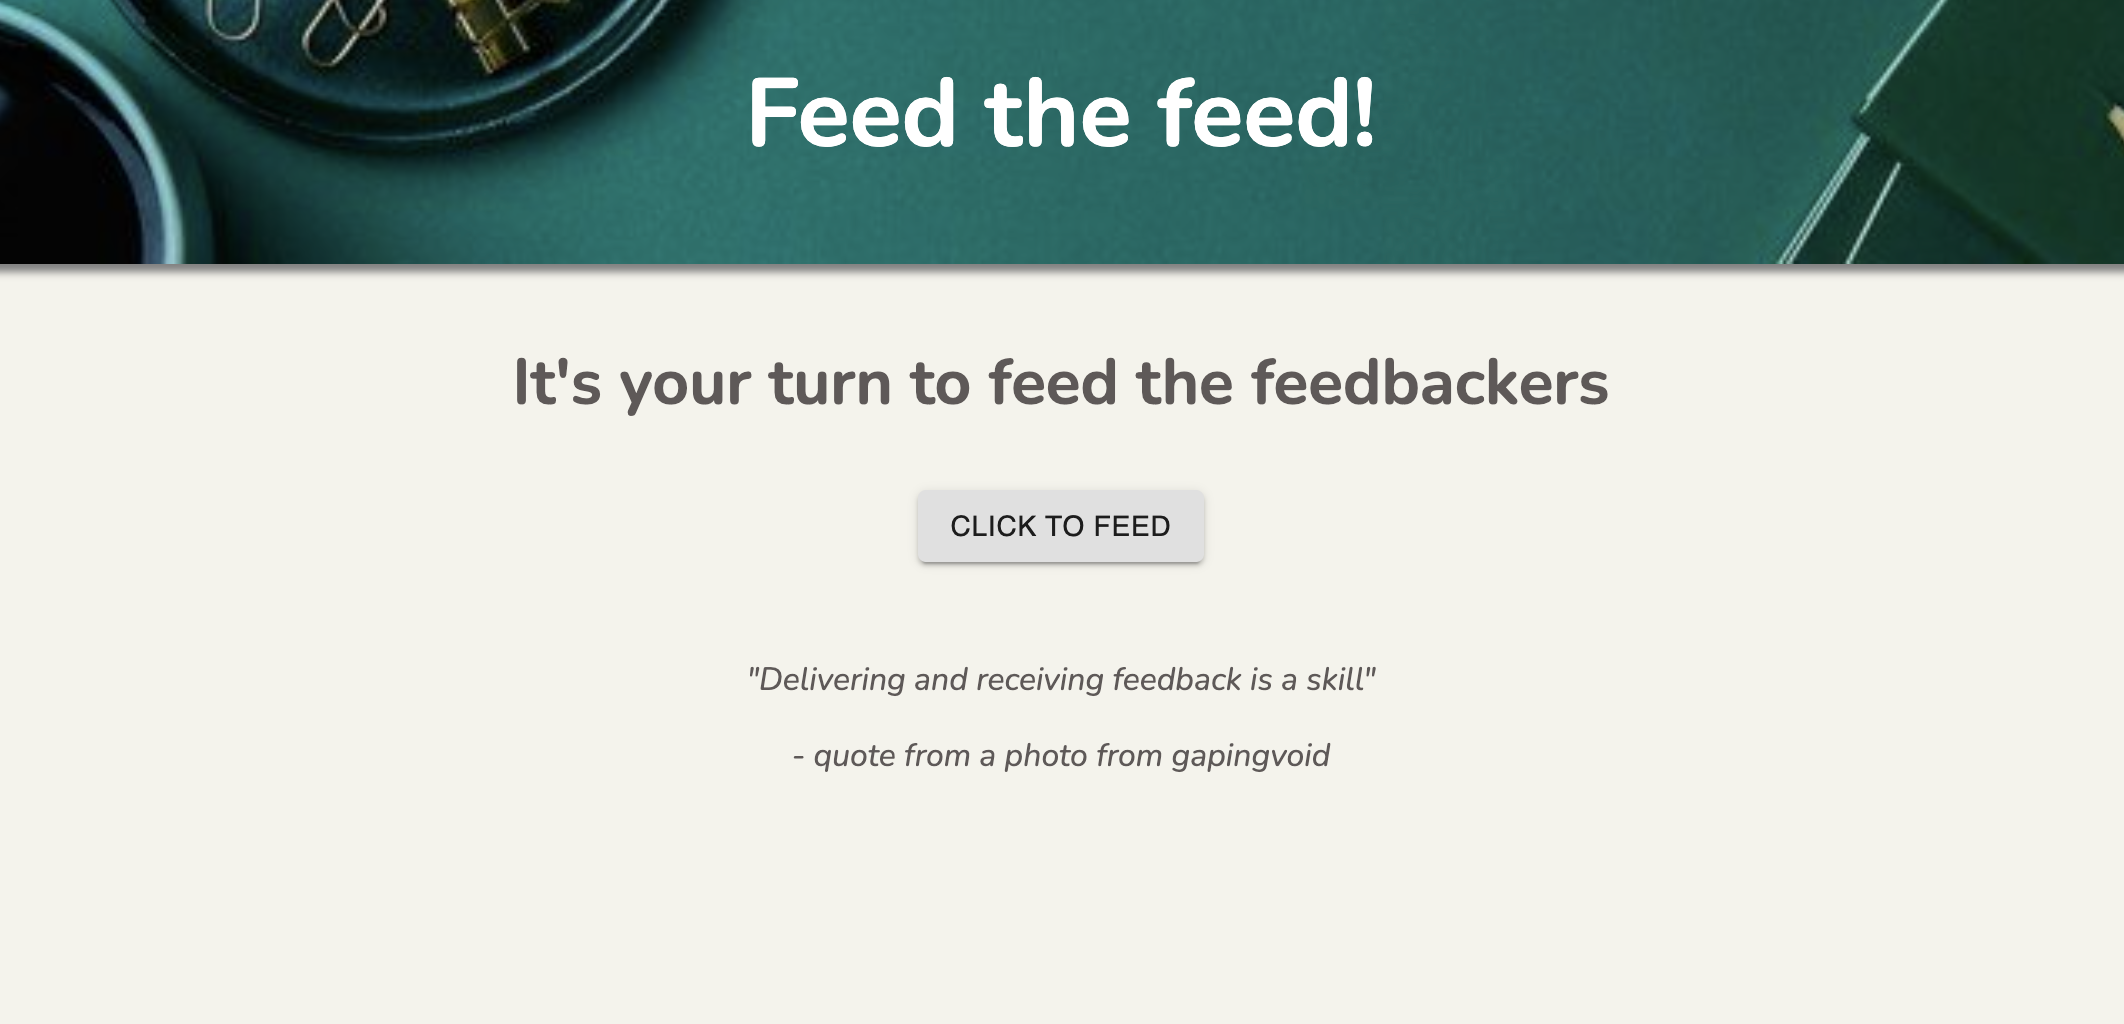 Feed the feed!
It's your turn to feed the feedbackers
CLICK TO FEED
"Delivering and receiving feedback is a skill"
- quote from a photo from gapingvoid